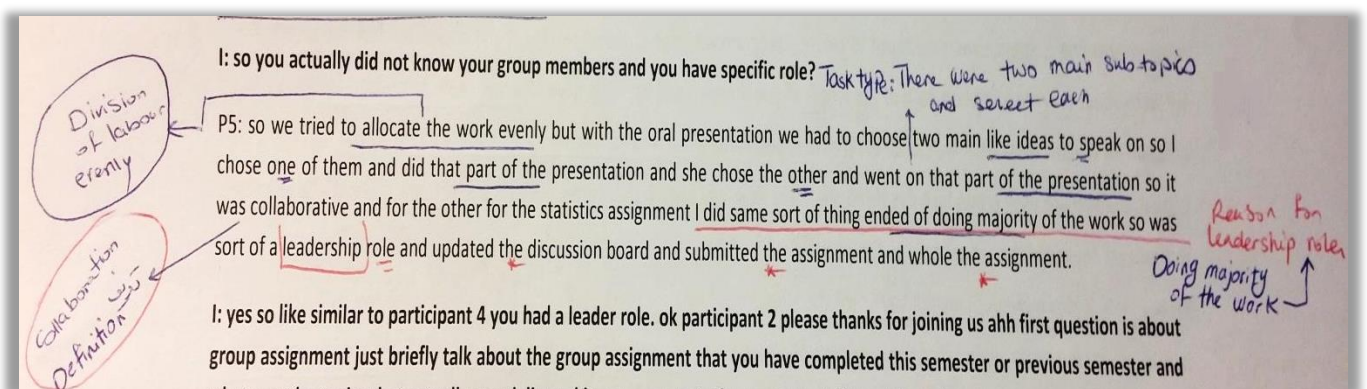 I: so you actually did not know your group members and you have specific role? Task type: There were two main subtopics
and select each
Division
of labour
evenly
P5: so we tried to allocate the work evenly but with the oral presentation we had to choose two main like ideas to speak on so I
chose one of them and did that part of the presentation and she chose the other and went on that part of the presentation so it
was collaborative and for the other for the statistics assignment I did same sort of thing ended of doing majority of the work so was
sort of a leadership role and updated the discussion board and submitted the assignment and whole the assignment.
Reason for
leadership role
Doing majority
of the work
Collaboration
Definition
I: yes so like similar to participant 4 you had a leader role. ok participant 2 please thanks for joining us ahh first question is about
group assignment just briefly talk about the group assignment that you have completed this semester or previous semester and